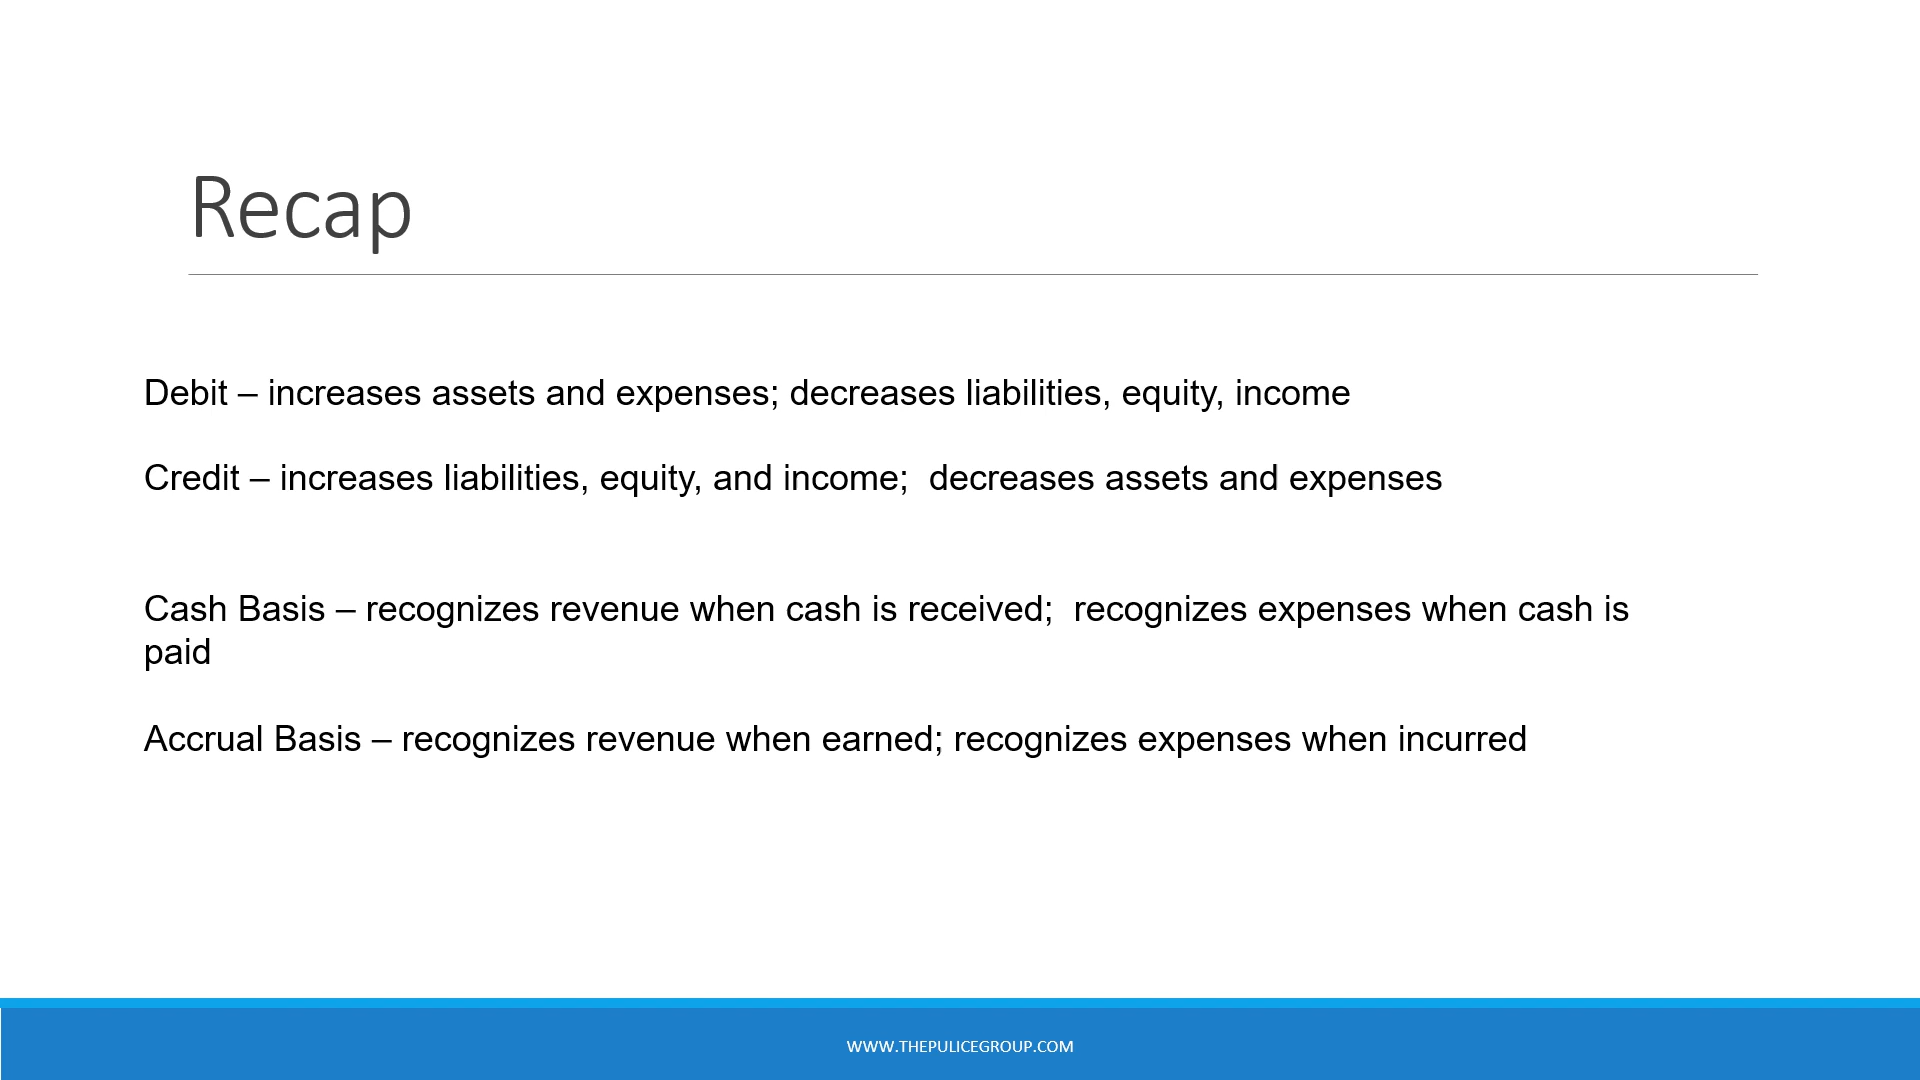 Recap
Debit – increases assets and expenses; decreases liabilities, equity, income
Credit – increases liabilities, equity, and income;  decreases assets and expenses
Cash Basis – recognizes revenue when cash is received;  recognizes expenses when cash is
paid
Accrual Basis – recognizes revenue when earned; recognizes expenses when incurred
WWW.THEPULICEGROUP.COM